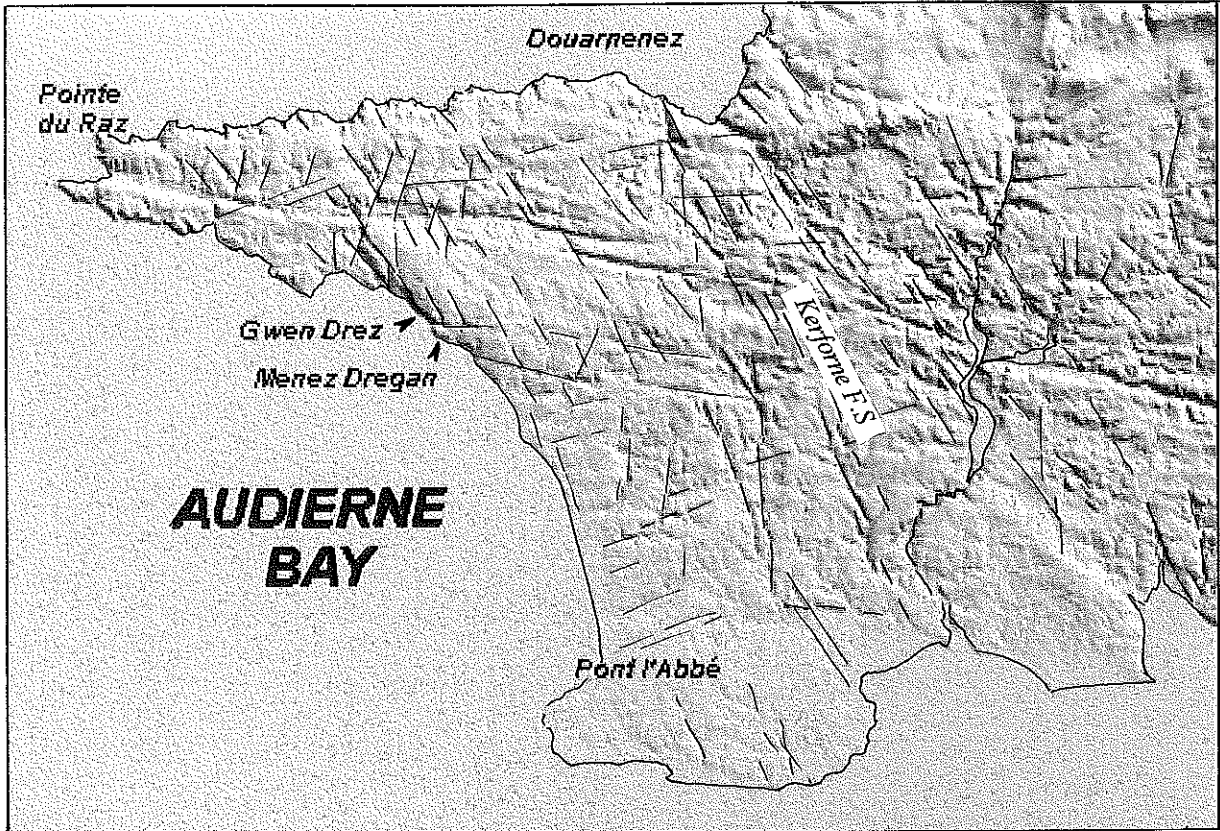 Douarnenez
Pointe
du Raz
Gwen Drez
Menez Dregan
Kerforne F.S
AUDIERNE
BAY
Pont l'Abbé